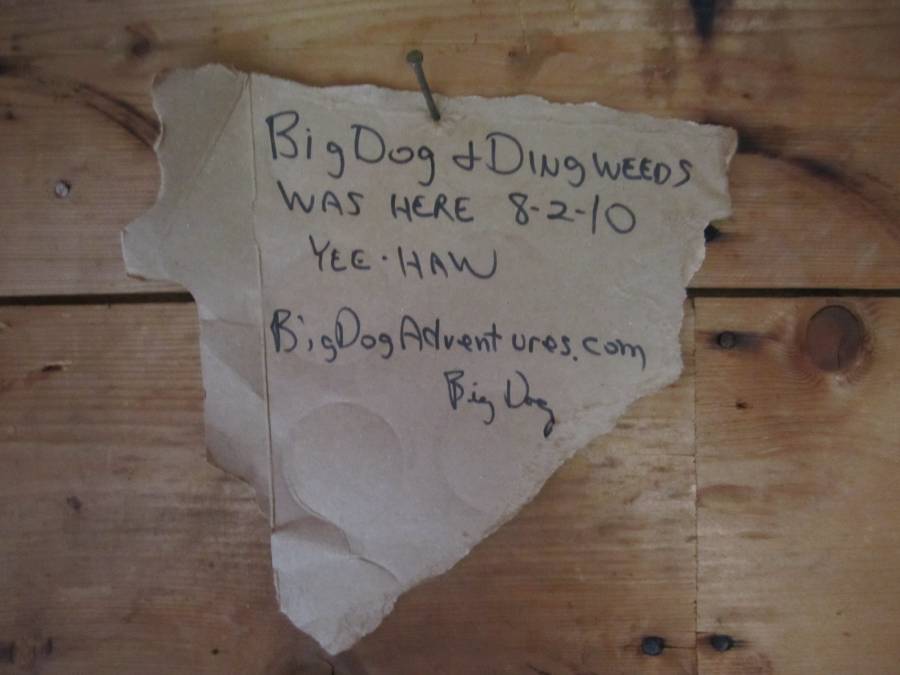 BigDog & DingWEEDS
WAS HERE 8-2-10
YEE-HAW
BigDogAdventures.com
Big Dog